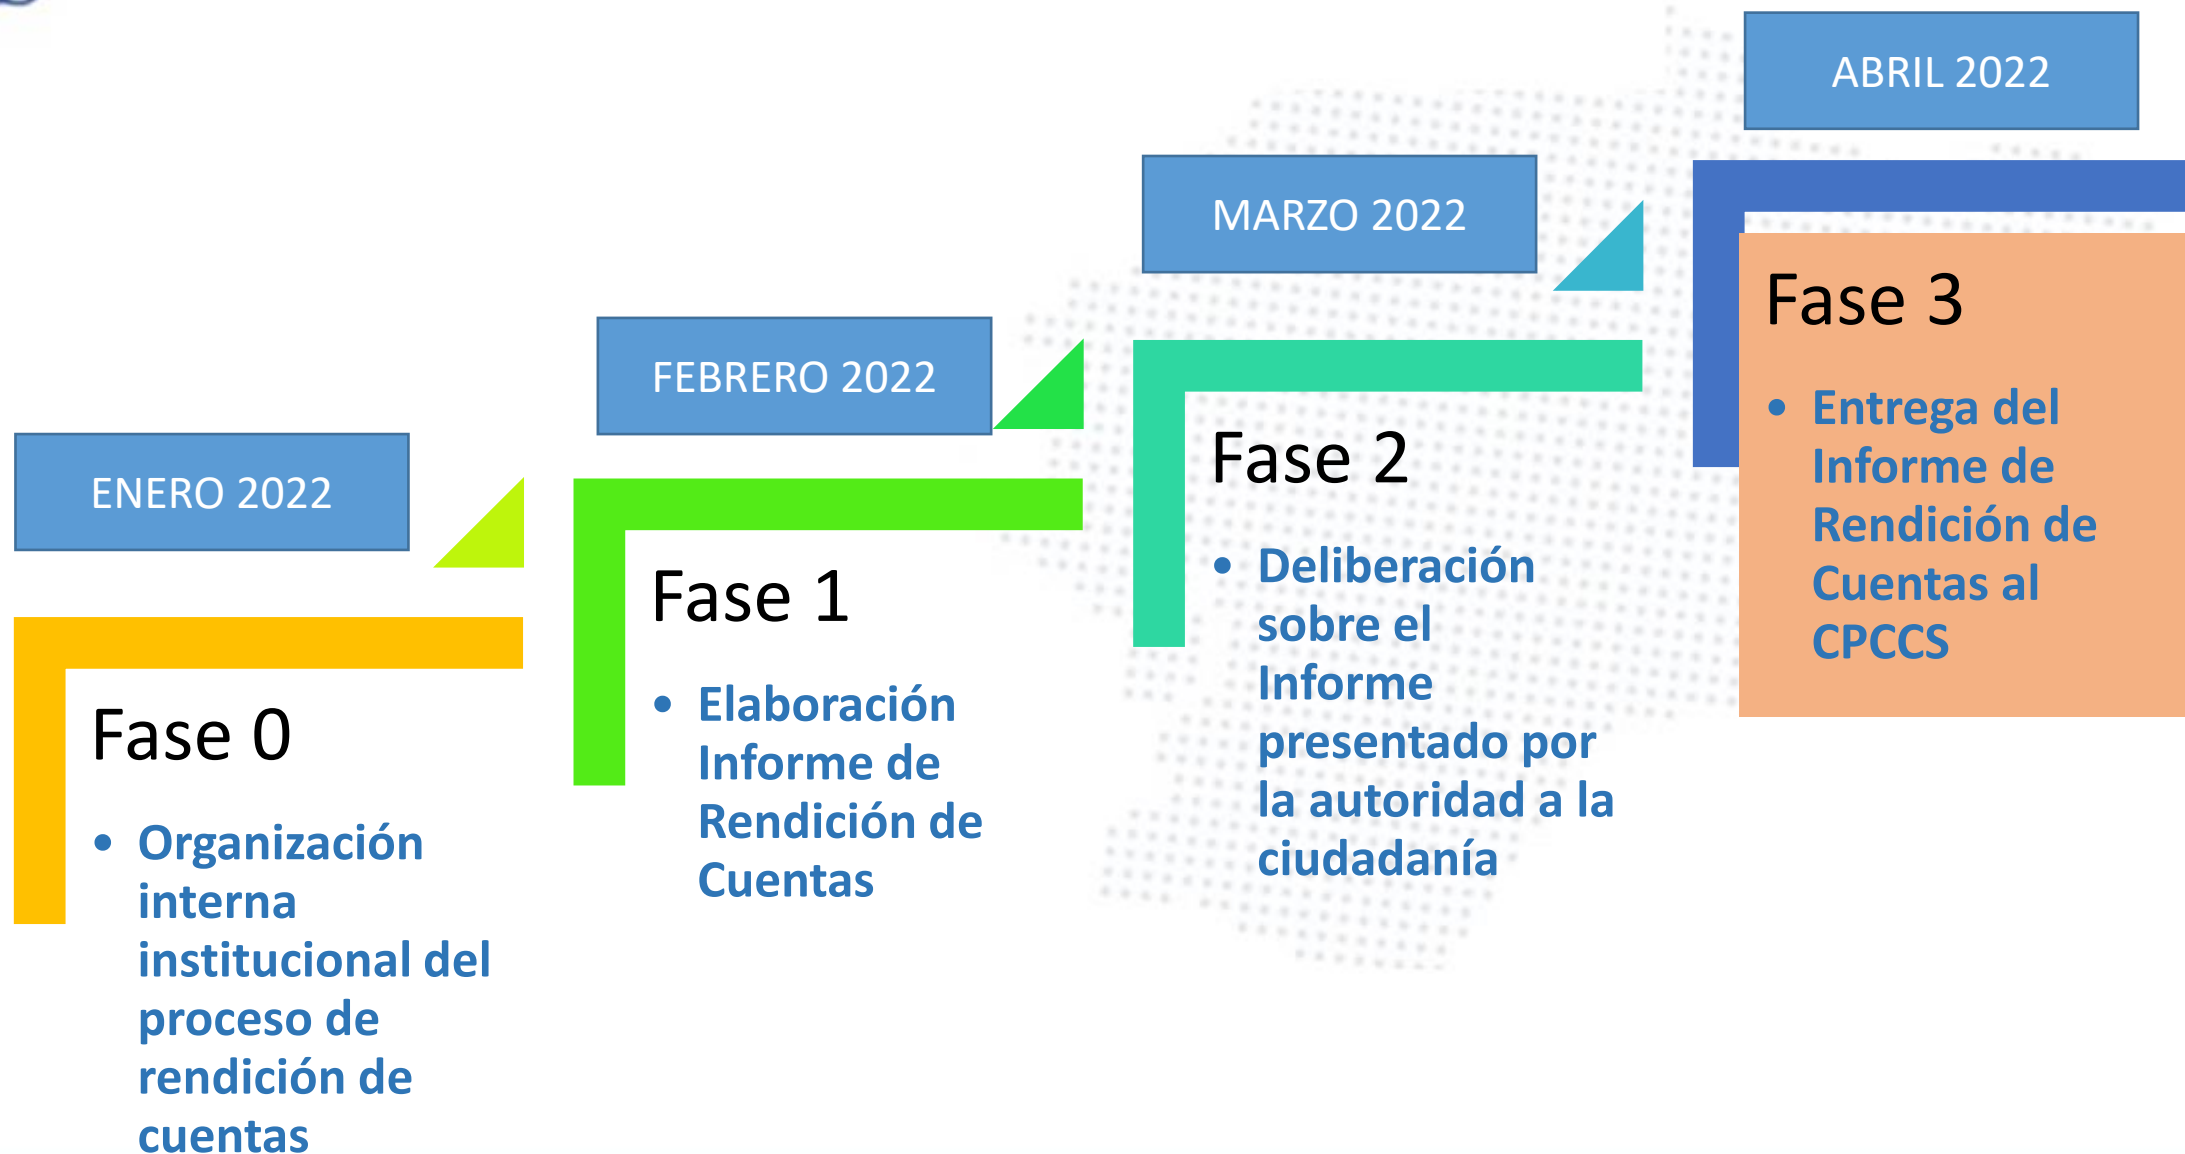 ENERO 2022
Fase 0
• Organización
interna
institucional del
proceso de
rendición de
cuentas
FEBRERO 2022
Fase 1
• Elaboración
Informe de
Rendición de
Cuentas
MARZO 2022
Fase 2
• Deliberación
sobre el
Informe
presentado por
la autoridad a la
ciudadanía
ABRIL 2022
Fase 3
• Entrega del
Informe de
Rendición de
Cuentas al
CPCCS